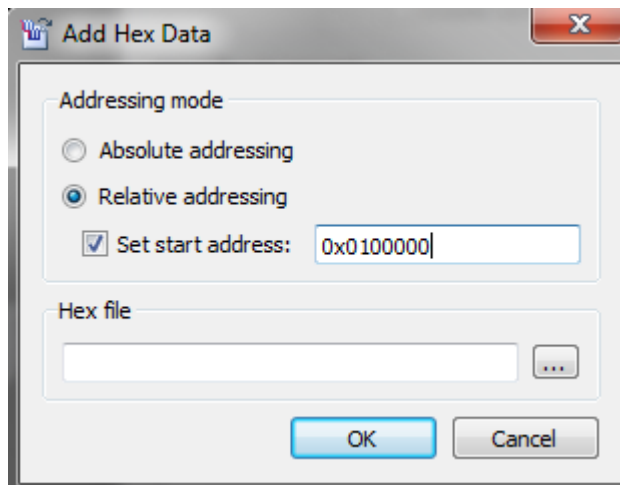 Add Hex Data
Addressing mode
Absolute addressing
Relative addressing
Set start address: 0x0100000
Hex file
...
OK Cancel